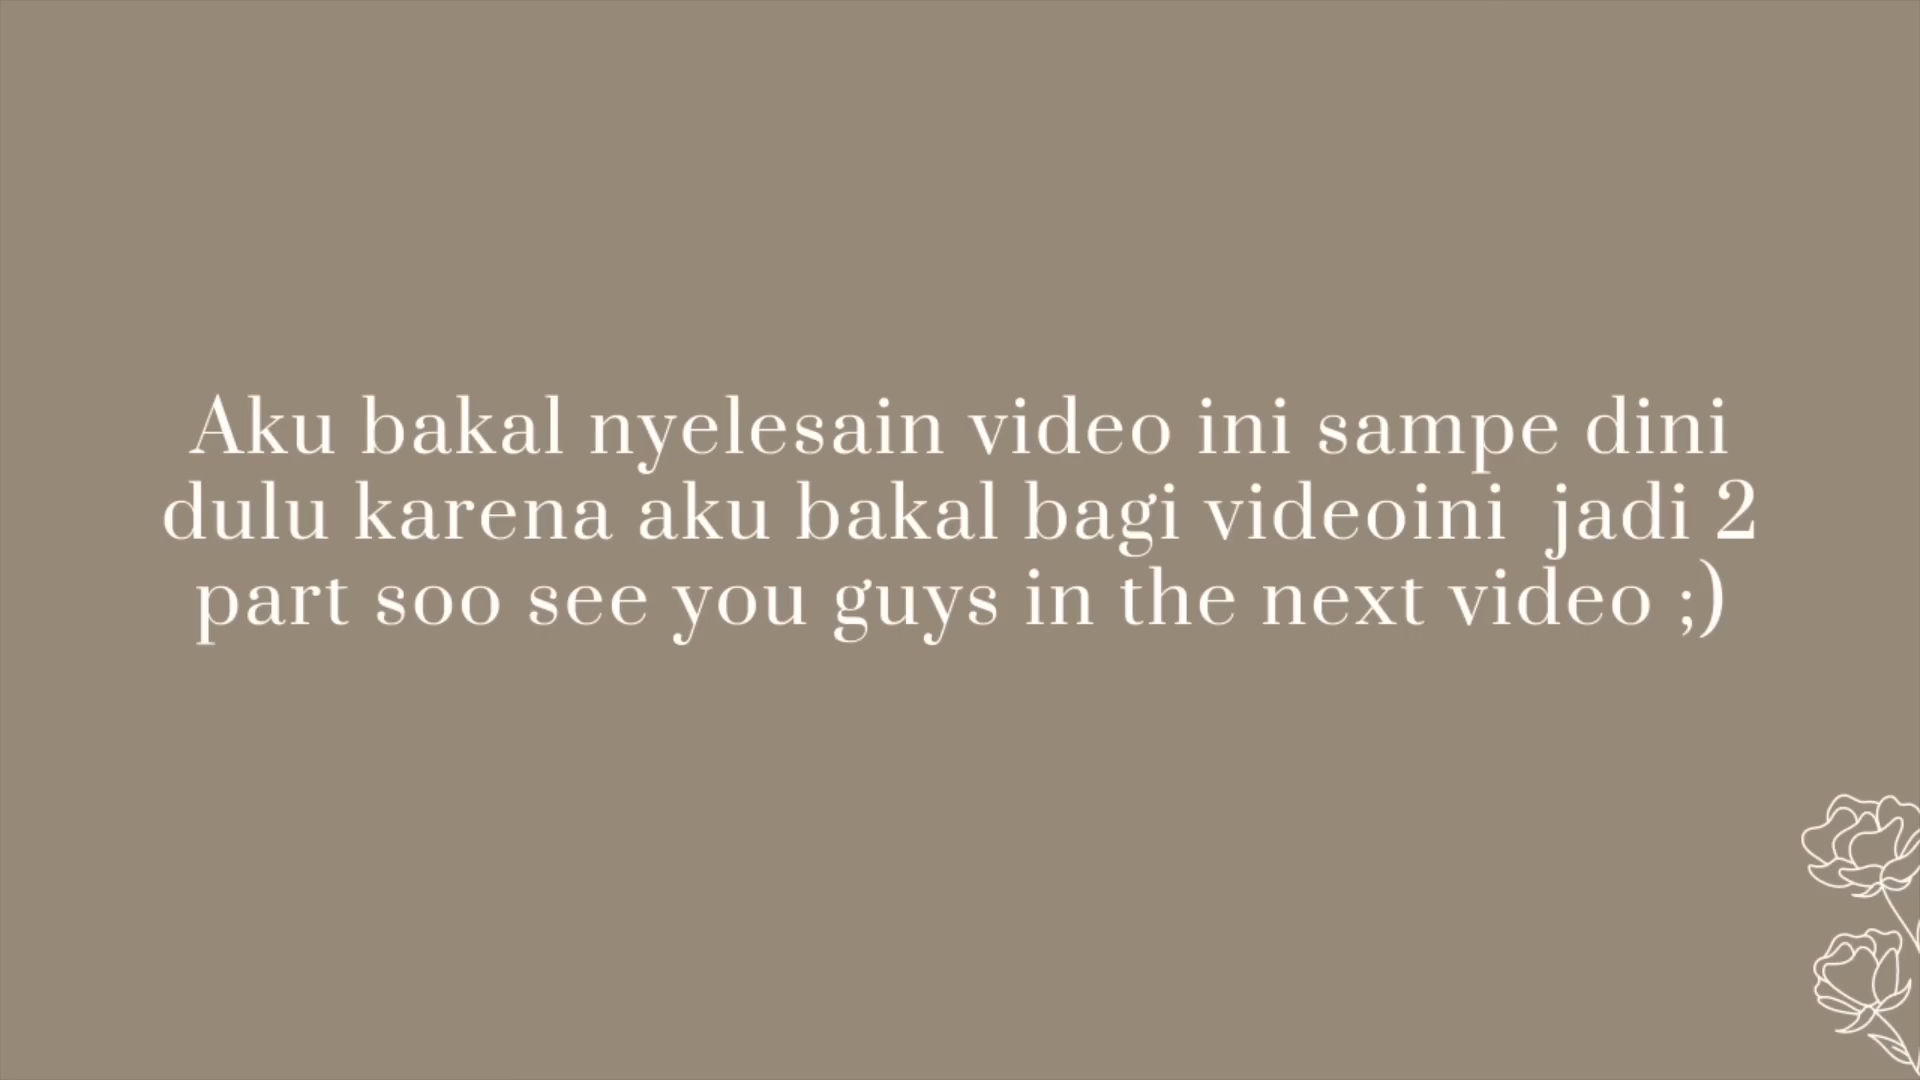 Aku bakal nyelesain video ini sampe dini
dulu karena aku bakal bagi videoini  jadi 2
part soo see you guys in the next video ;)